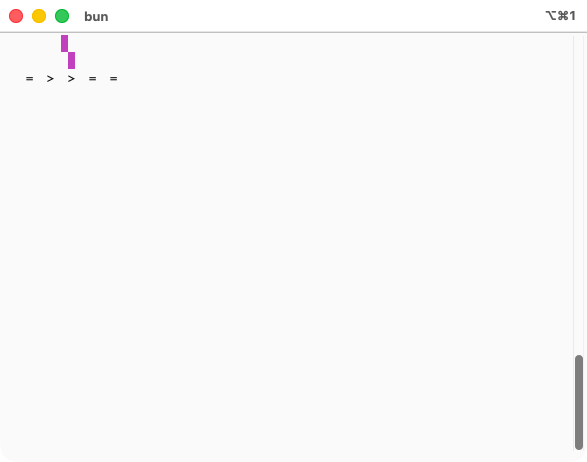 bun
⌥⌘1
= > > = =